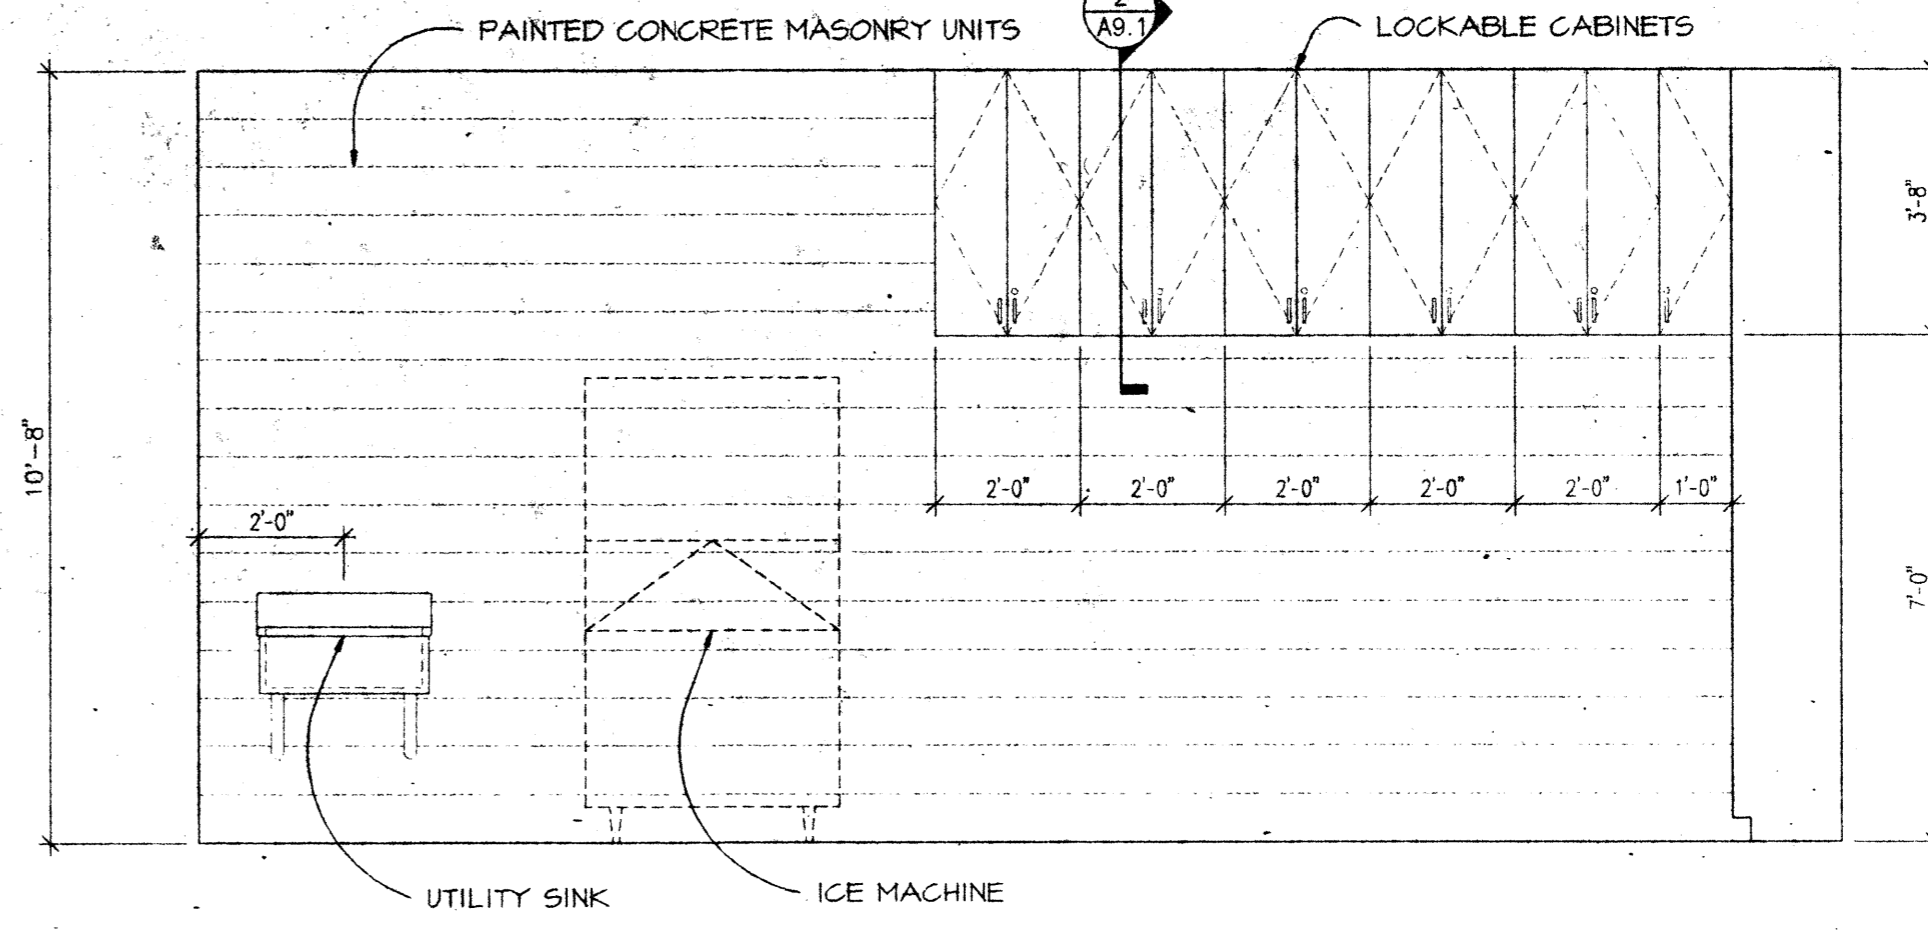 2
PAINTED CONCRETE MASONRY UNITS
A9.1
LOCKABLE CABINETS
3'-8"
10'-8"
2'-0" 2'-0" 2'-0" 2'-0" 2'-0" 1'-0"
2'-0"
7'-0"
UTILITY SINK
ICE MACHINE